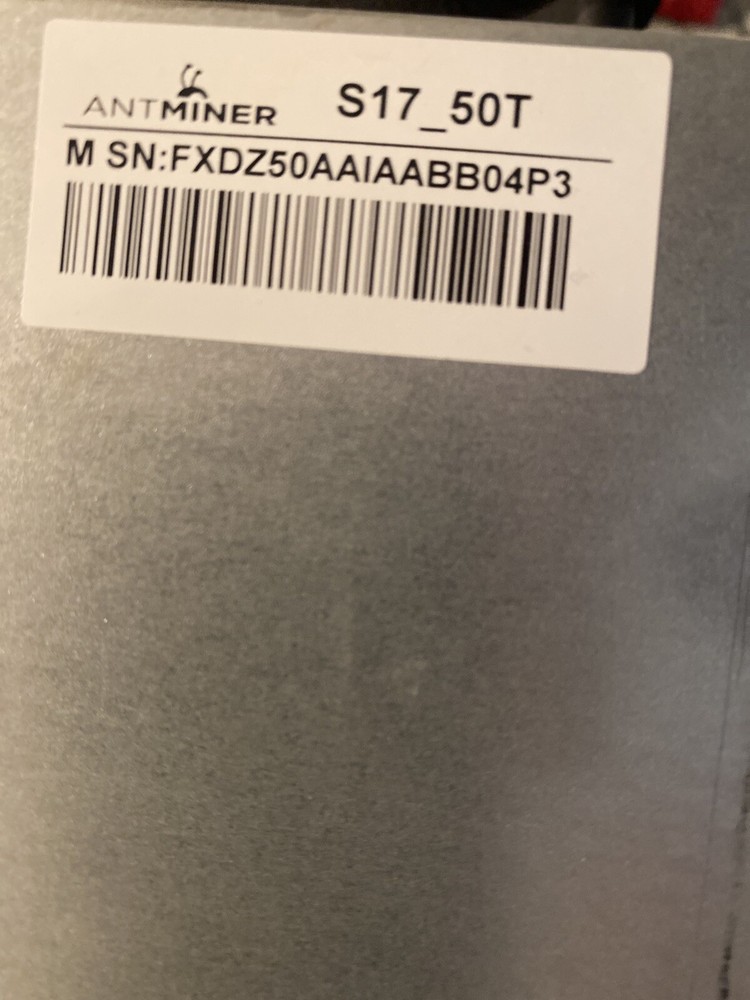 ANTMINER S17_50T
M SN:FXDZ50AAIAABB04P3